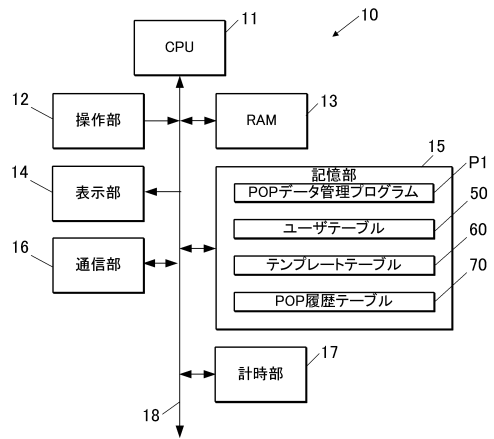 11
10
CPU
12
操作部
13
RAM
14
表示部
15
記憶部
P1
POPデータ管理プログラム
50
ユーザテーブル
16
通信部
60
テンプレートテーブル
70
POP履歴テーブル
17
計時部
18